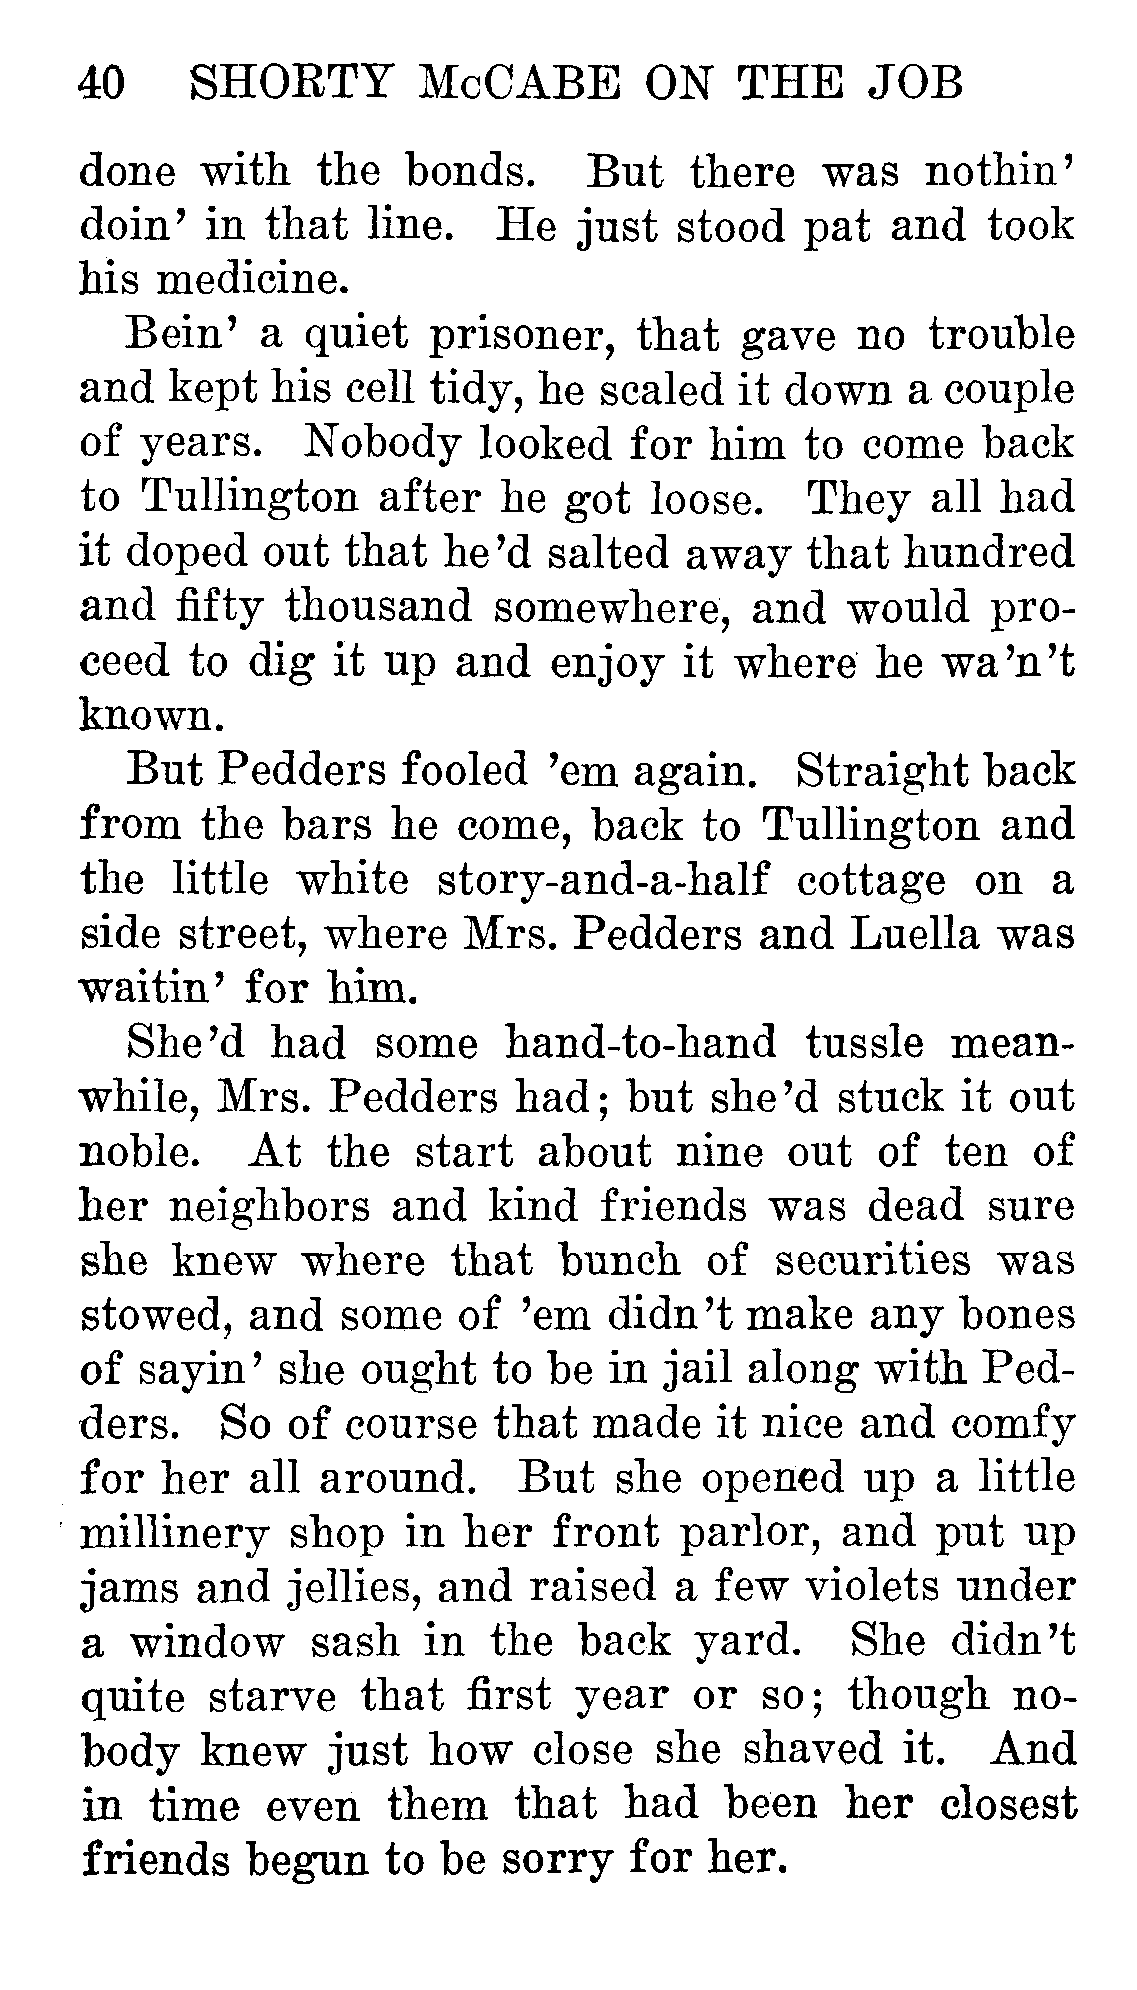 40 SHORTY McCABE ON THE JOB
done with the bonds. But there was nothin'
doin' in that line. He just stood pat and took
his medicine.
Bein' a quiet prisoner, that gave no trouble
and kept his cell tidy, he scaled it down a couple
of years. Nobody looked for him to come back
to Tullington after he got loose. They all had
it doped out that he'd salted away that hundred
and fifty thousand somewhere, and would pro-
ceed to dig it up and enjoy it where he wa'n't
known.
But Pedders fooled 'em again. Straight back
from the bars he come, back to Tullington and
the little white story-and-a-half cottage on a
side street, where Mrs. Pedders and Luella was
waitin' for him.
She'd had some hand-to-hand tussle mean-
while, Mrs. Pedders had; but she'd stuck it out
noble. At the start about nine out of ten of
her neighbors and kind friends was dead sure
she knew where that bunch of securities was
stowed, and some of 'em didn't make any bones
of sayin' she ought to be in jail along with Ped-
ders. So of course that made it nice and comfy
for her all around. But she opened up a little
millinery shop in her front parlor, and put up
jams and jellies, and raised a few violets under
a window sash in the back yard. She didn't
quite starve that first year or so; though no-
body knew just how close she shaved it. And
in time even them that had been her closest
friends begun to be sorry for her.